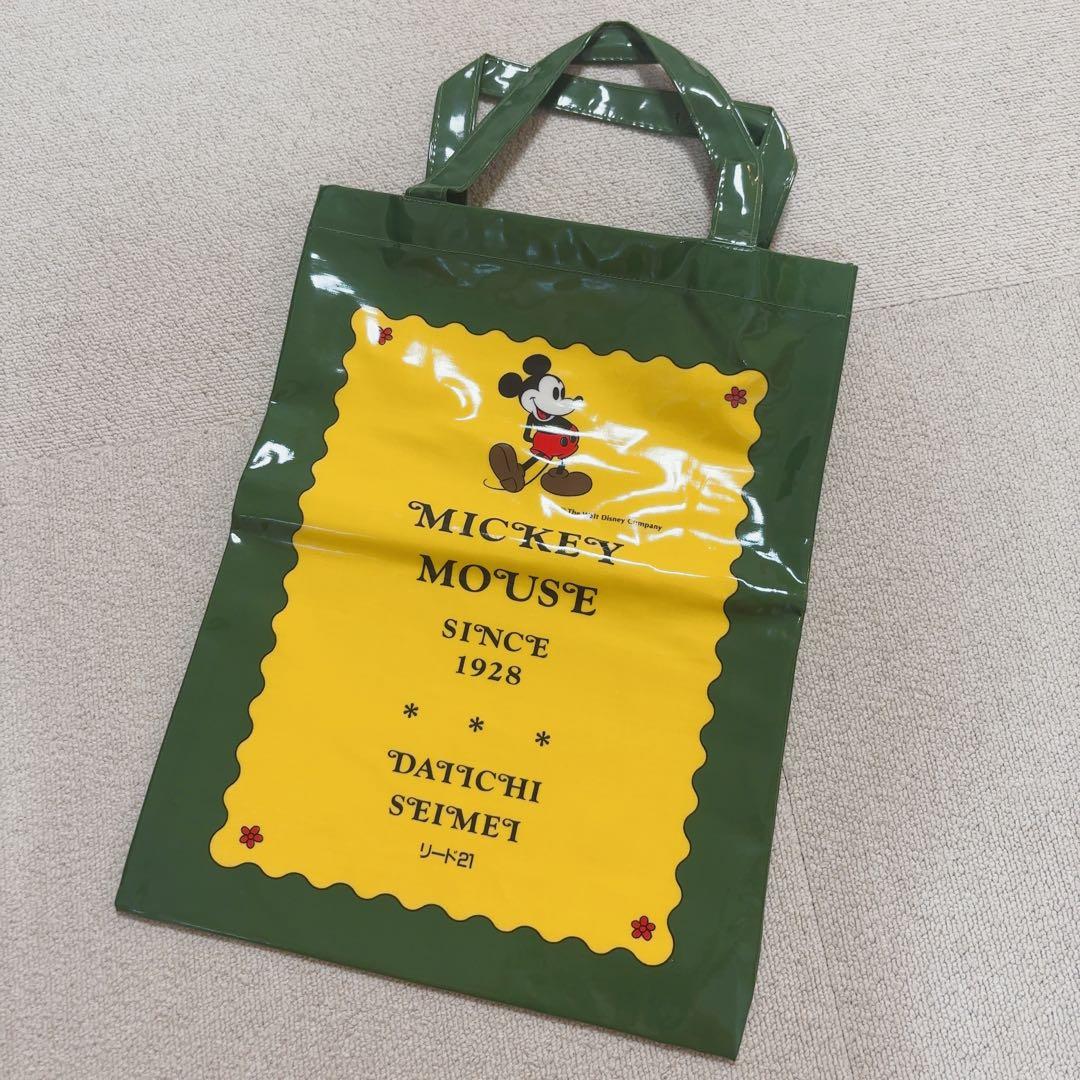 © The Walt Disney Company
MICKEY
MOUSE
SINCE
1928
* * *
DAIICHI
SEIMEI
リード21